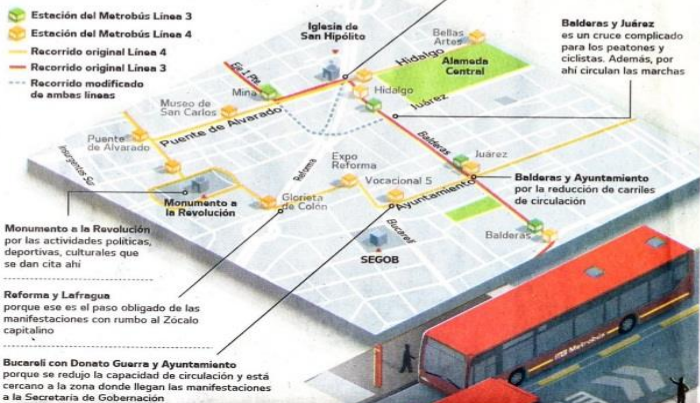 Estación del Metrobús Línea 3
Estación del Metrobús Línea 4
Recorrido original Línea 4
Recorrido original Línea 3
Recorrido modificado
de ambas líneas
Iglesia de
San Hipólito
Bellas
Artes
Hidalgo
Alameda
Central
Balderas y Juárez
es un cruce complicado
para los peatones y
ciclistas. Además, por
ahí circulan las marchas
Eje 1 Pte.
Mina
Hidalgo
Juárez
Museo de
San Carlos
Puente de Alvarado
Puente
de Alvarado
Insurgentes Sur
Balderas
Juárez
Reforma
Expo
Reforma
Vocacional 5
Ayuntamiento
Balderas y Ayuntamiento
por la reducción de carriles
de circulación
Monumento a
la Revolución
Glorieta
de Colón
Bucareli
SEGOB
Balderas
Monumento a la Revolución
por las actividades políticas,
deportivas, culturales que
se dan cita ahí
Reforma y Lafragua
porque ese es el paso obligado de las
manifestaciones con rumbo al Zócalo
capitalino
Bucareli con Donato Guerra y Ayuntamiento
porque se redujo la capacidad de circulación y está
cercano a la zona donde llegan las manifestaciones
a la Secretaría de Gobernación
Metrobús